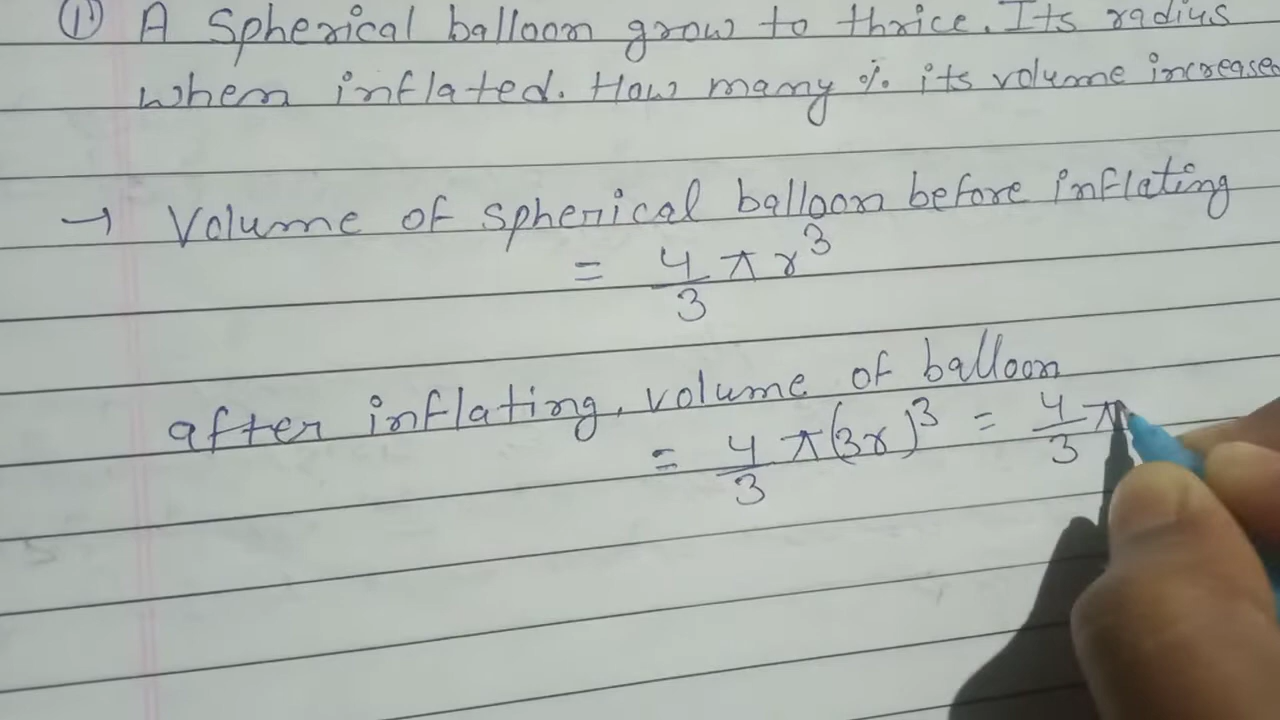 ① A Spherical balloon grow to thrice. Its radius
when inflated. How many % its volume increased
→ Volume of spherical balloon before inflating
= 4/3 π r³
after inflating, volume of balloon
= 4/3 π(3r)³ = 4/3 π